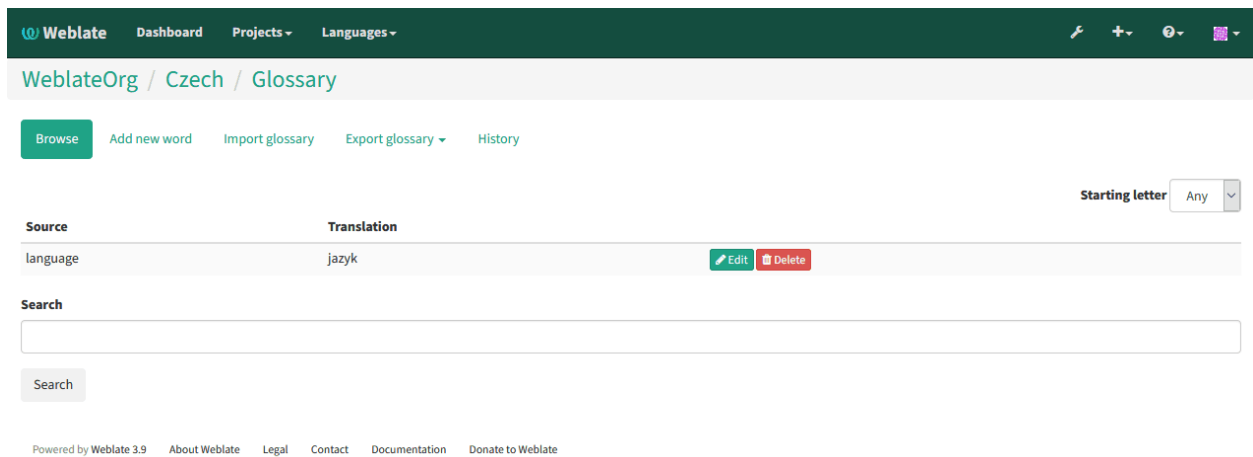 Weblate Dashboard Projects Languages
WeblateOrg / Czech / Glossary
Browse Add new word Import glossary Export glossary History
Starting letter Any
Source Translation
language jazyk Edit Delete
Search
Search
Powered by Weblate 3.9 About Weblate Legal Contact Documentation Donate to Weblate